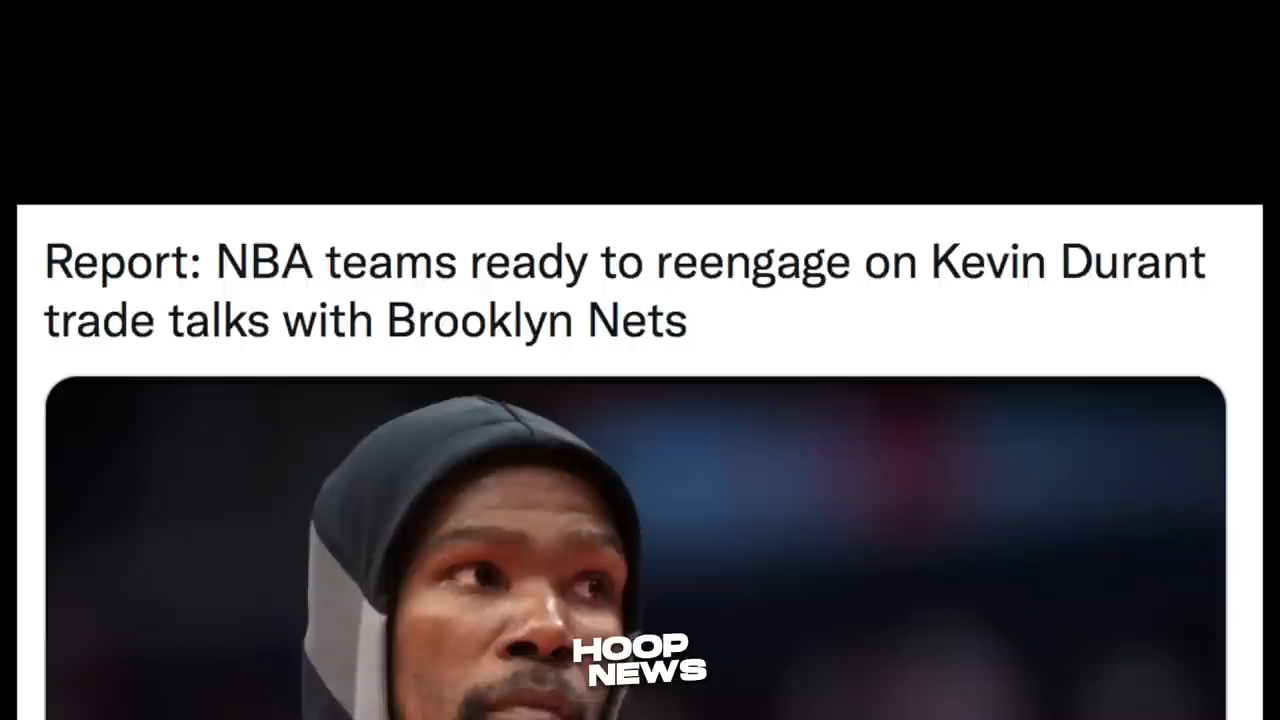 Report: NBA teams ready to reengage on Kevin Durant
trade talks with Brooklyn Nets
HOOP
NEWS